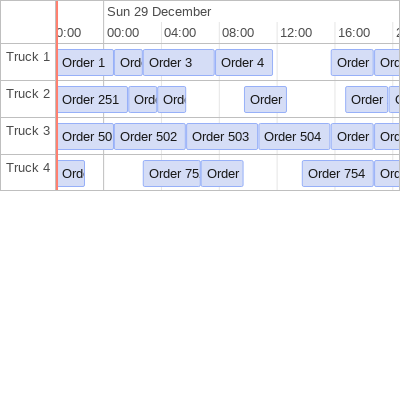 Sun 29 December
0:00 00:00 04:00 08:00 12:00 16:00 2
Truck 1 Order 1 Ord Order 3 Order 4 Order Ord
Truck 2 Order 251 Ord Ord Order Order
Truck 3 Order 50 Order 502 Order 503 Order 504 Order Ord
Truck 4 Ord Order 75 Order Order 754 Ord